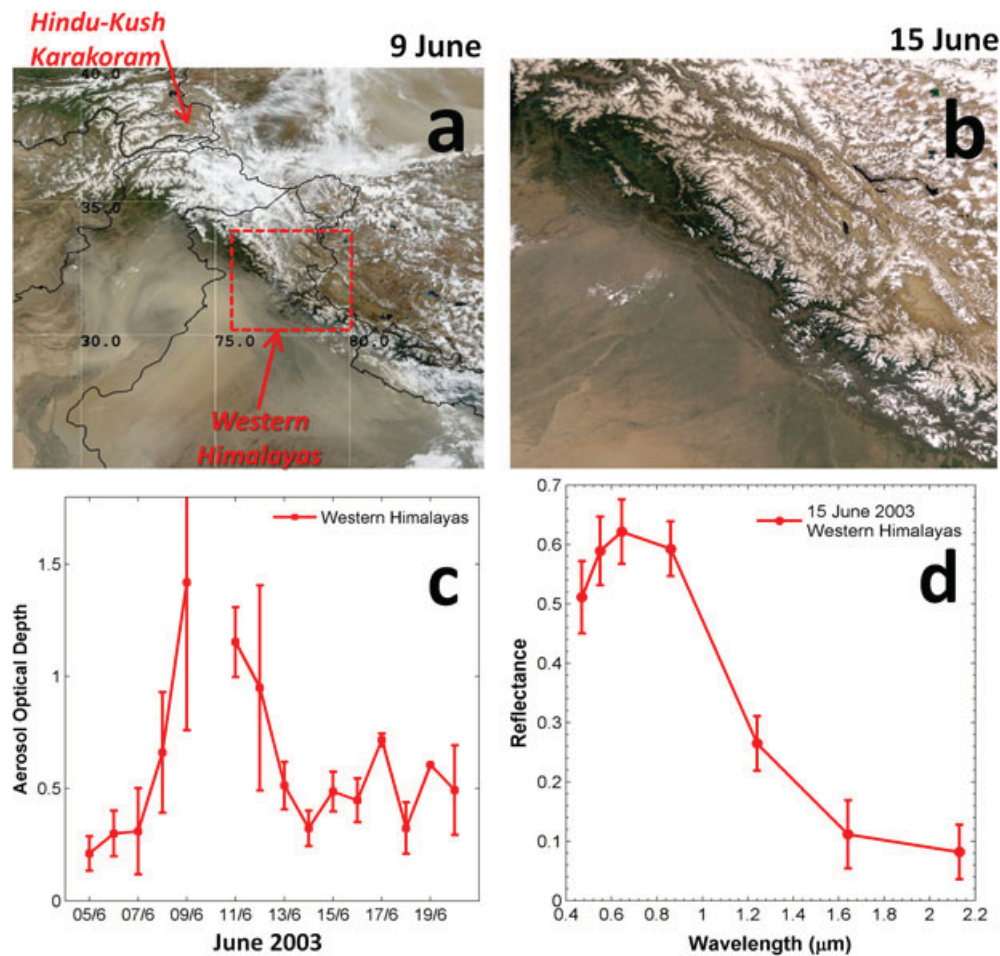 Hindu-Kush
Karakoram
9 June
a
40.0
35.0
30.0
75.0
80.0
Western
Himalayas
15 June
b
Western Himalayas
c
Aerosol Optical Depth
1.5
1
0.5
0
05/6 07/6 09/6 11/6 13/6 15/6 17/6 19/6
June 2003
15 June 2003
Western Himalayas
d
Reflectance
0.7
0.6
0.5
0.4
0.3
0.2
0.1
0
0.4 0.6 0.8 1 1.2 1.4 1.6 1.8 2 2.2
Wavelength (μm)